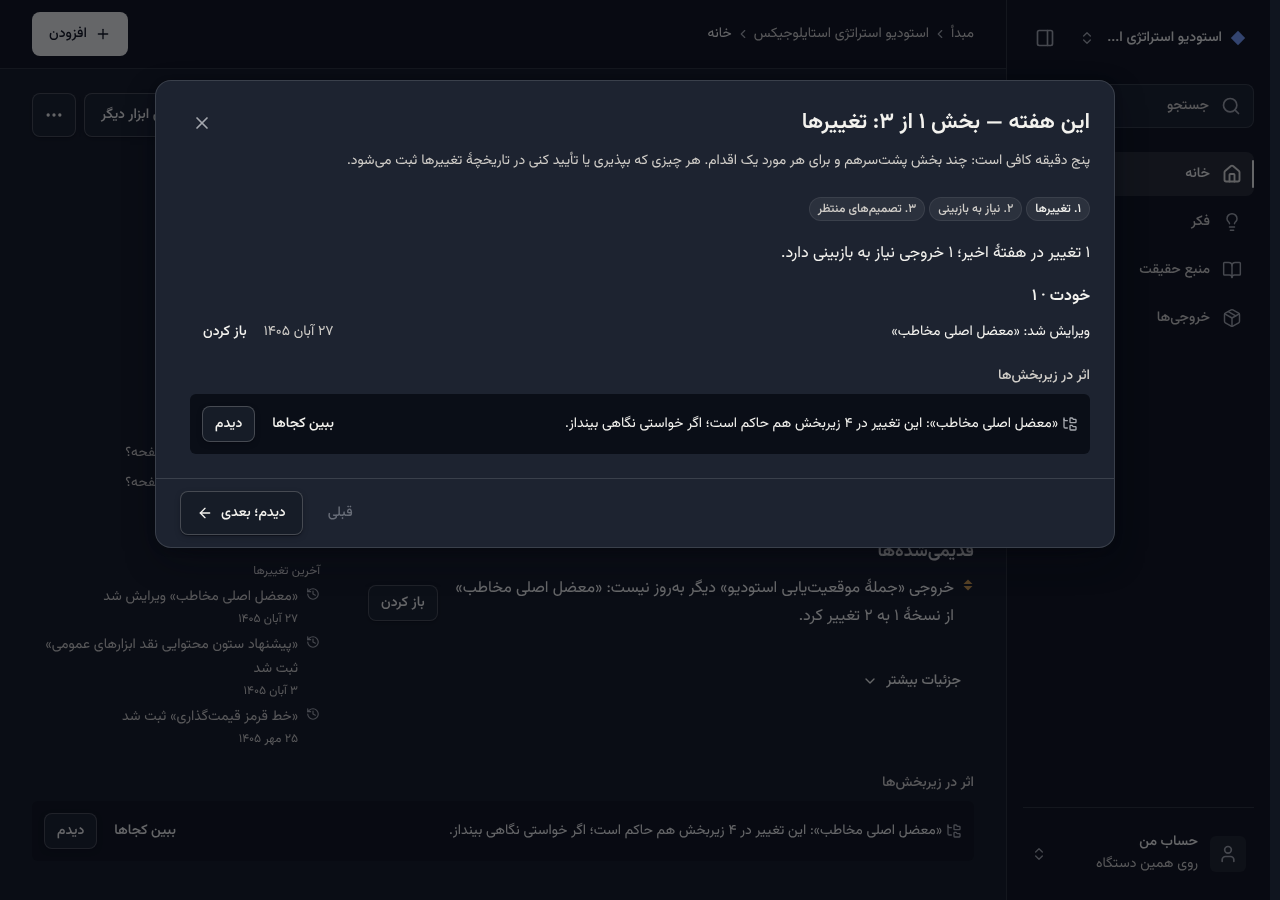 استودیو استراتژی ا...
جستجو
خانه
فکر
منبع حقیقت
خروجی‌ها
حساب من
روی همین دستگاه
مبدأ › استودیو استراتژی استایلوجیکس › خانه
افزودن
ابزار دیگر
این هفته — بخش ۱ از ۳: تغییرها
پنج دقیقه کافی است: چند بخش پشت‌سرهم و برای هر مورد یک اقدام. هر چیزی که بپذیری یا تأیید کنی در تاریخچهٔ تغییرها ثبت می‌شود.
۱. تغییرها
۲. نیاز به بازبینی
۳. تصمیم‌های منتظر
۱ تغییر در هفتهٔ اخیر؛ ۱ خروجی نیاز به بازبینی دارد.
خودت · ۱
ویرایش شد: «معضل اصلی مخاطب»
۲۷ آبان ۱۴۰۵
باز کردن
اثر در زیربخش‌ها
«معضل اصلی مخاطب»: این تغییر در ۴ زیربخش هم حاکم است؛ اگر خواستی نگاهی بینداز.
ببین کجاها
دیدم
قبلی
دیدم؛ بعدی
قدیمی‌شده‌ها
خروجی «جملهٔ موقعیت‌یابی استودیو» دیگر به‌روز نیست: «معضل اصلی مخاطب»
از نسخهٔ ۱ به ۲ تغییر کرد.
باز کردن
جزئیات بیشتر
آخرین تغییرها
«معضل اصلی مخاطب» ویرایش شد
۲۷ آبان ۱۴۰۵
«پیشنهاد ستون محتوایی نقد ابزارهای عمومی»
ثبت شد
۳ آبان ۱۴۰۵
«خط قرمز قیمت‌گذاری» ثبت شد
۲۵ مهر ۱۴۰۵
اثر در زیربخش‌ها
«معضل اصلی مخاطب»: این تغییر در ۴ زیربخش هم حاکم است؛ اگر خواستی نگاهی بینداز.
ببین کجاها
دیدم